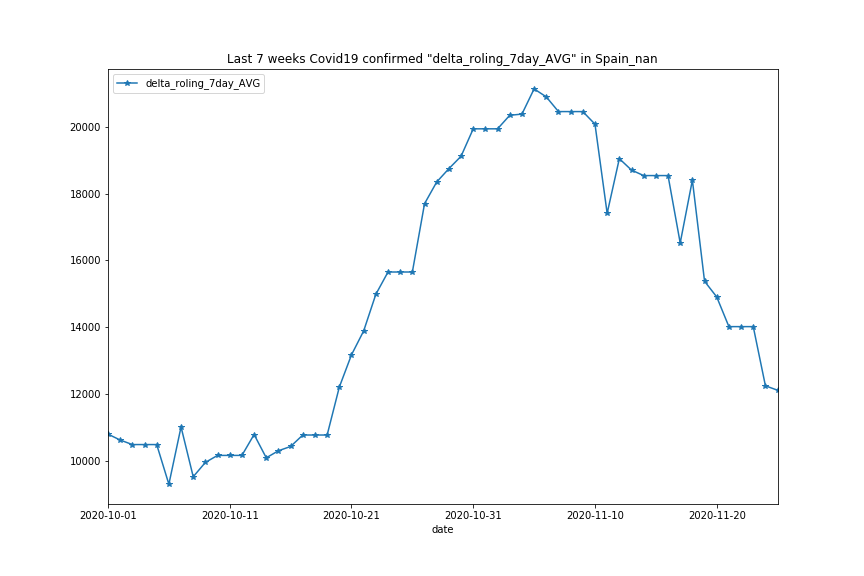 Last 7 weeks Covid19 confirmed "delta_roling_7day_AVG" in Spain_nan
delta_roling_7day_AVG
20000
18000
16000
14000
12000
10000
2020-10-01 2020-10-11 2020-10-21 2020-10-31 2020-11-10 2020-11-20
date